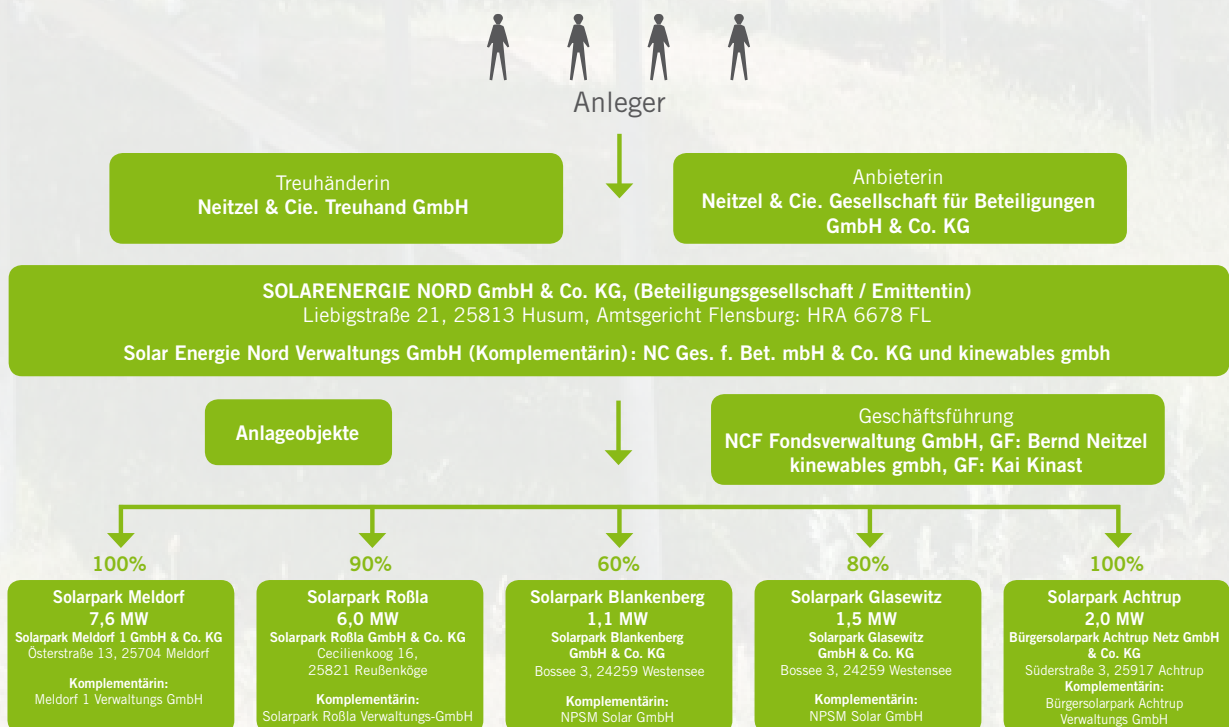 Anleger
Treuhänderin
Neitzel & Cie. Treuhand GmbH
Anbieterin
Neitzel & Cie. Gesellschaft für Beteiligungen
GmbH & Co. KG
SOLARENERGIE NORD GmbH & Co. KG, (Beteiligungsgesellschaft / Emittentin)
Liebigstraße 21, 25813 Husum, Amtsgericht Flensburg: HRA 6678 FL
Solar Energie Nord Verwaltungs GmbH (Komplementärin): NC Ges. f. Bet. mbH & Co. KG und kinewables gmbh
Anlageobjekte
Geschäftsführung
NCF Fondsverwaltung GmbH, GF: Bernd Neitzel
kinewables gmbh, GF: Kai Kinast
100%
Solarpark Meldorf
7,6 MW
Solarpark Meldorf 1 GmbH & Co. KG
Österstraße 13, 25704 Meldorf
Komplementärin:
Meldorf 1 Verwaltungs GmbH
90%
Solarpark Roßla
6,0 MW
Solarpark Roßla GmbH & Co. KG
Cecilienkoog 16,
25821 Reußenköge
Komplementärin:
Solarpark Roßla Verwaltungs-GmbH
60%
Solarpark Blankenberg
1,1 MW
Solarpark Blankenberg
GmbH & Co. KG
Bossee 3, 24259 Westensee
Komplementärin:
NPSM Solar GmbH
80%
Solarpark Glasewitz
1,5 MW
Solarpark Glasewitz
GmbH & Co. KG
Bossee 3, 24259 Westensee
Komplementärin:
NPSM Solar GmbH
100%
Solarpark Achtrup
2,0 MW
Bürgersolarpark Achtrup Netz GmbH
& Co. KG
Süderstraße 3, 25917 Achtrup
Komplementärin:
Bürgersolarpark Achtrup
Verwaltungs GmbH